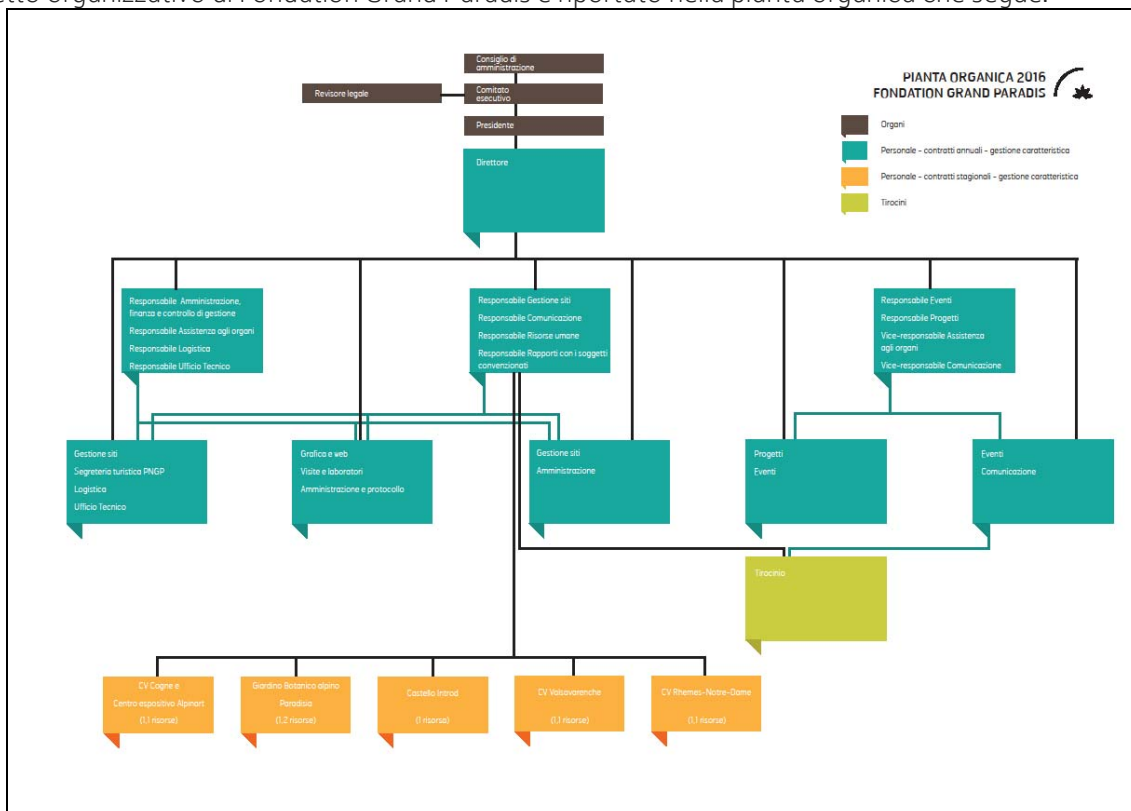 etto organizzativo di Fondation Grand Paradis è riportato nella pianta organica che segue.
PIANTA ORGANICA 2016
FONDATION GRAND PARADIS
Organi
Personale - contratti annuali - gestione caratteristica
Personale - contratti stagionali - gestione caratteristica
Tirocini
Consiglio di
amministrazione
Revisore legale
Comitato
esecutivo
Presidente
Direttore
Responsabile Amministrazione,
finanza e controllo di gestione
Responsabile Assistenza agli organi
Responsabile Logistica
Responsabile Ufficio Tecnico
Responsabile Gestione siti
Responsabile Comunicazione
Responsabile Risorse umane
Responsabile Rapporti con i soggetti
convenzionati
Responsabile Eventi
Responsabile Progetti
Vice-responsabile Assistenza
agli organi
Vice-responsabile Comunicazione
Gestione siti
Segreteria turistica PNGP
Logistica
Ufficio Tecnico
Grafica e web
Visite e laboratori
Amministrazione e protocollo
Gestione siti
Amministrazione
Progetti
Eventi
Eventi
Comunicazione
Tirocinio
CV Cogne e
Centro espositivo Alpinart
(1,1 risorse)
Giardino Botanico alpino
Paradisia
(1,2 risorse)
Castello Introd
(1 risorsa)
CV Valsavarenche
(1,1 risorse)
CV Rhemes-Notre-Dame
(1,1 risorse)